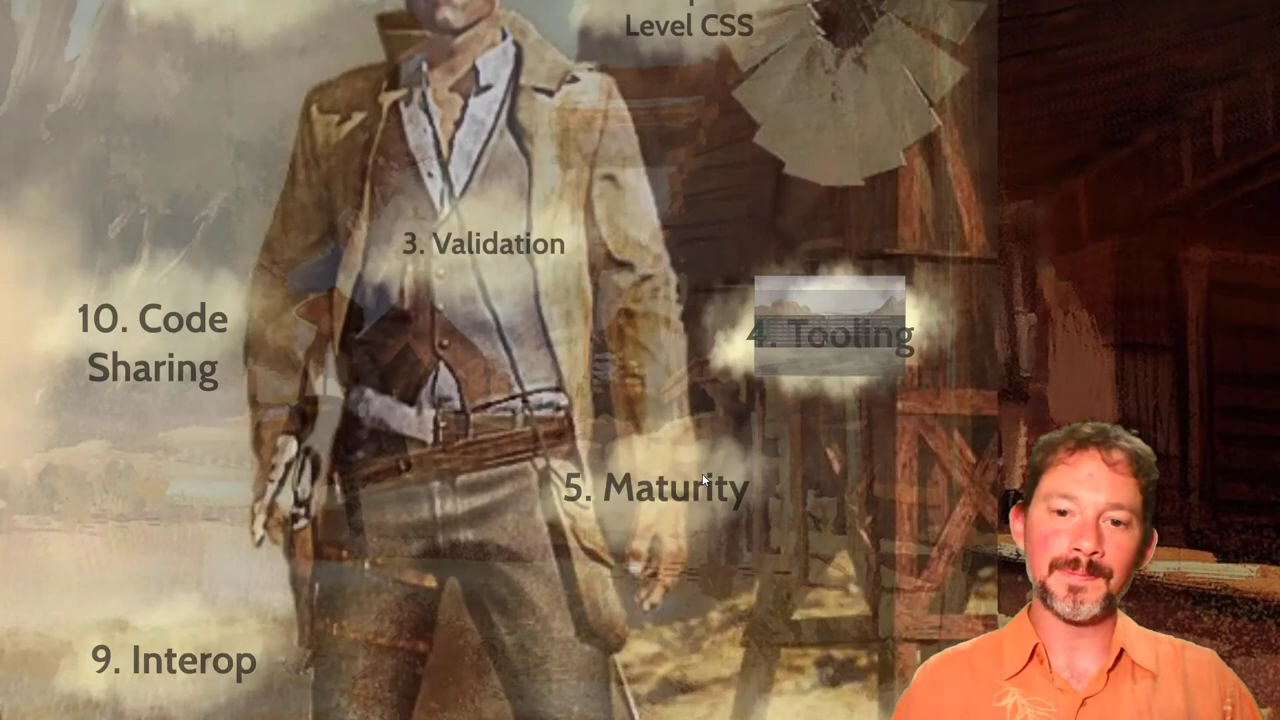 Level CSS
3. Validation
10. Code
Sharing
4. Tooling
5. Maturity
9. Interop